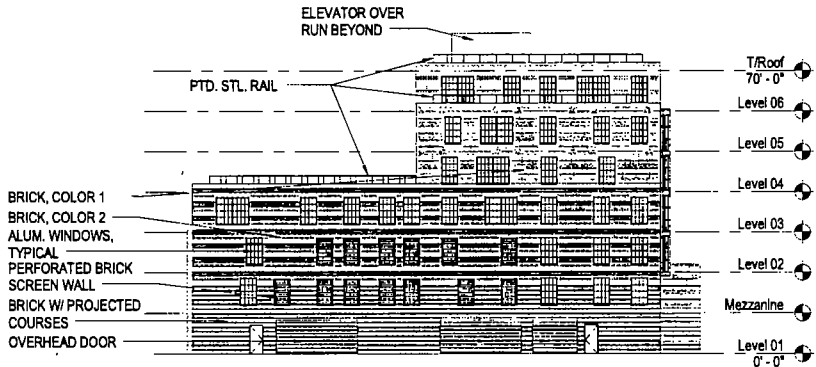 ELEVATOR OVER
RUN BEYOND
PTD. STL. RAIL
T/Roof
70' - 0"
Level 06
Level 05
Level 04
Level 03
Level 02
Mezzanine
Level 01
0' - 0"
BRICK, COLOR 1
BRICK, COLOR 2
ALUM. WINDOWS,
TYPICAL
PERFORATED BRICK
SCREEN WALL
BRICK W/ PROJECTED
COURSES
OVERHEAD DOOR